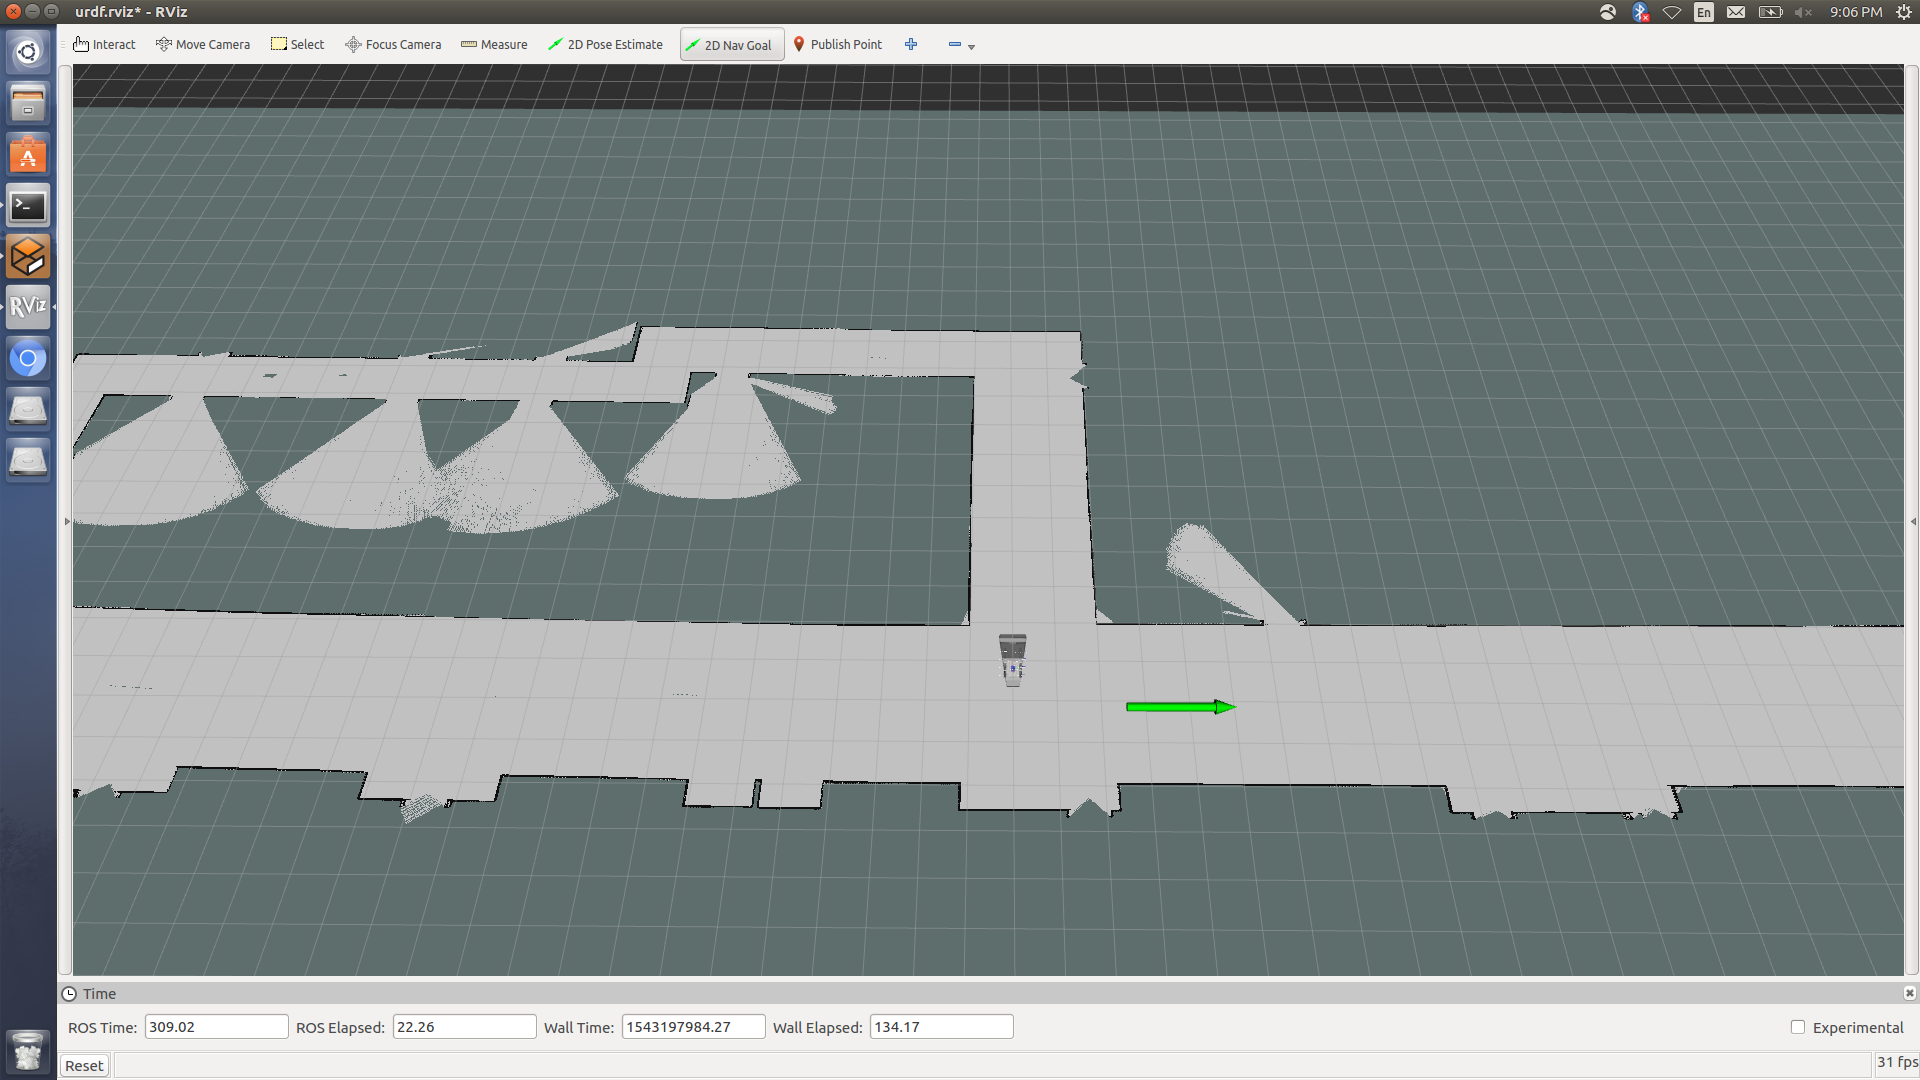 urdf.rviz* - RViz
En
9:06 PM
Interact
Move Camera
Select
Focus Camera
Measure
2D Pose Estimate
2D Nav Goal
Publish Point
>_
RViz
Time
ROS Time: 309.02
ROS Elapsed: 22.26
Wall Time: 1543197984.27
Wall Elapsed: 134.17
Experimental
Reset
31 fps